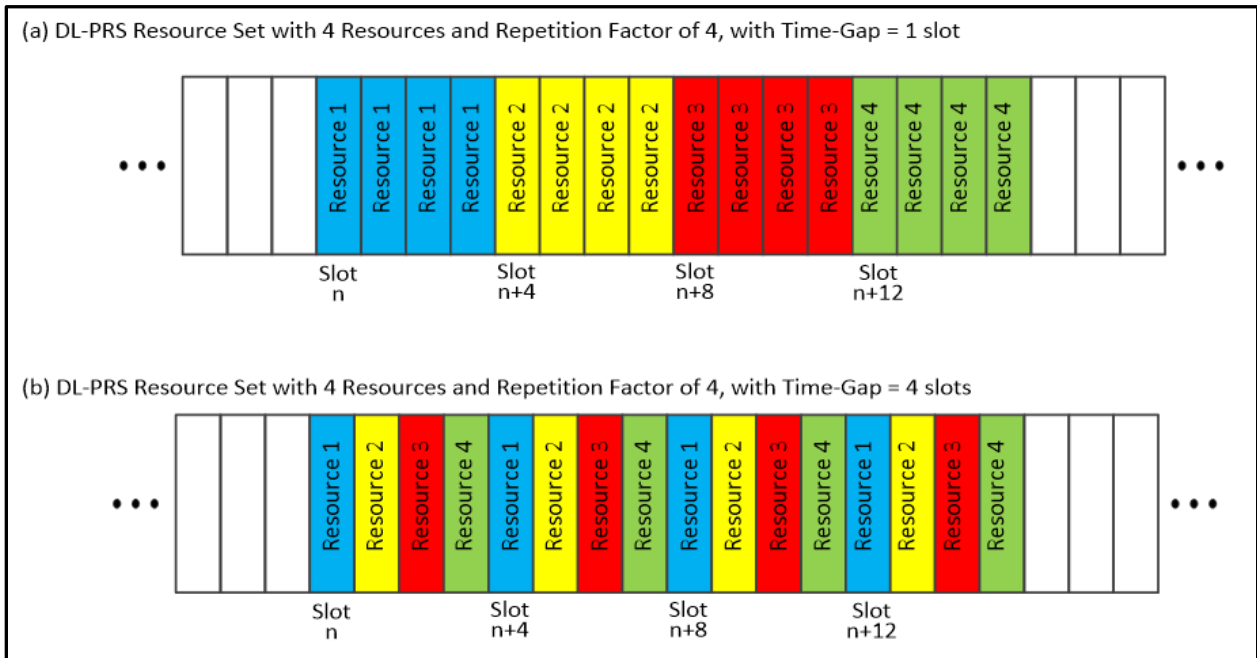 (a) DL-PRS Resource Set with 4 Resources and Repetition Factor of 4, with Time-Gap = 1 slot
Resource 1 Resource 1 Resource 1 Resource 1 Resource 2 Resource 2 Resource 2 Resource 2 Resource 3 Resource 3 Resource 3 Resource 3 Resource 4 Resource 4 Resource 4 Resource 4
Slot Slot Slot Slot
n n+4 n+8 n+12
(b) DL-PRS Resource Set with 4 Resources and Repetition Factor of 4, with Time-Gap = 4 slots
Resource 1 Resource 2 Resource 3 Resource 4 Resource 1 Resource 2 Resource 3 Resource 4 Resource 1 Resource 2 Resource 3 Resource 4 Resource 1 Resource 2 Resource 3 Resource 4
Slot Slot Slot Slot
n n+4 n+8 n+12